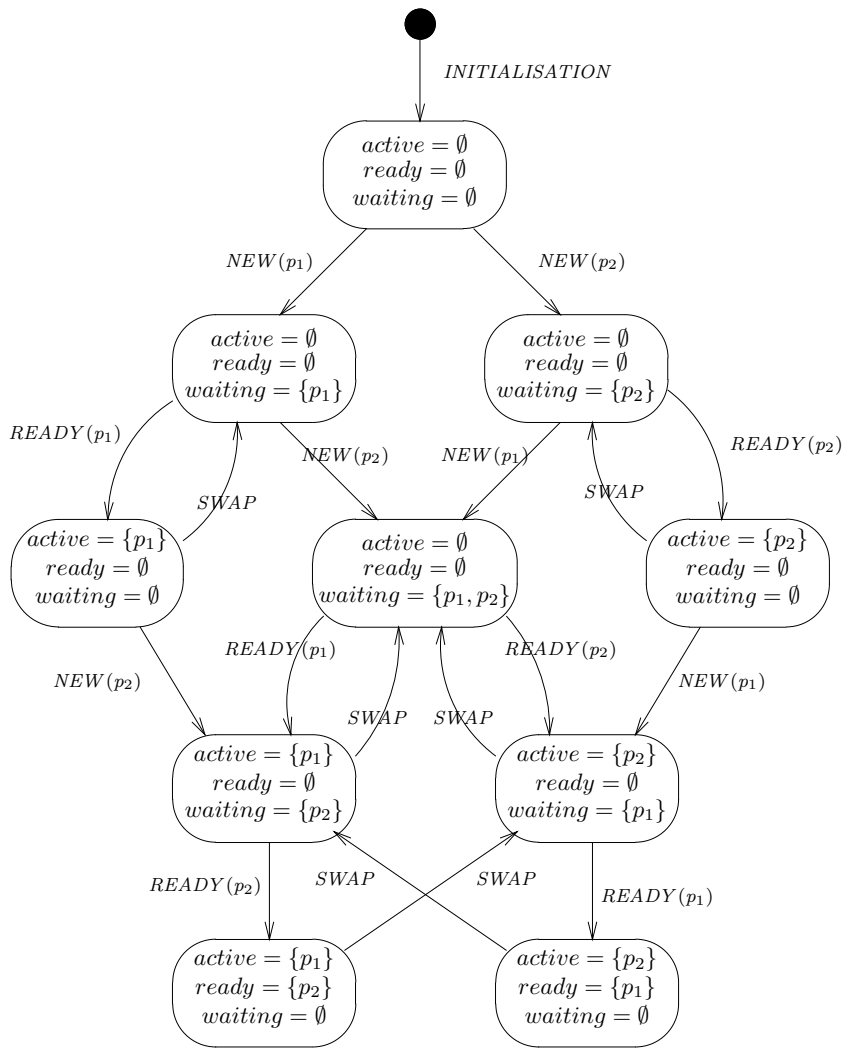 INITIALISATION
active = ∅
ready = ∅
waiting = ∅
NEW(p₁)
NEW(p₂)
active = ∅
ready = ∅
waiting = {p₁}
active = ∅
ready = ∅
waiting = {p₂}
READY(p₁)
SWAP
NEW(p₂)
NEW(p₁)
SWAP
READY(p₂)
active = {p₁}
ready = ∅
waiting = ∅
active = ∅
ready = ∅
waiting = {p₁, p₂}
active = {p₂}
ready = ∅
waiting = ∅
NEW(p₂)
READY(p₁)
SWAP
SWAP
READY(p₂)
NEW(p₁)
active = {p₁}
ready = ∅
waiting = {p₂}
active = {p₂}
ready = ∅
waiting = {p₁}
READY(p₂)
SWAP
SWAP
READY(p₁)
active = {p₁}
ready = {p₂}
waiting = ∅
active = {p₂}
ready = {p₁}
waiting = ∅